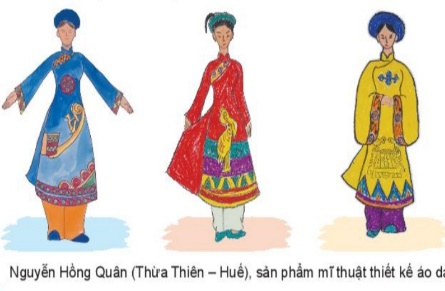 Nguyễn Hồng Quân (Thừa Thiên – Huế), sản phẩm mĩ thuật thiết kế áo